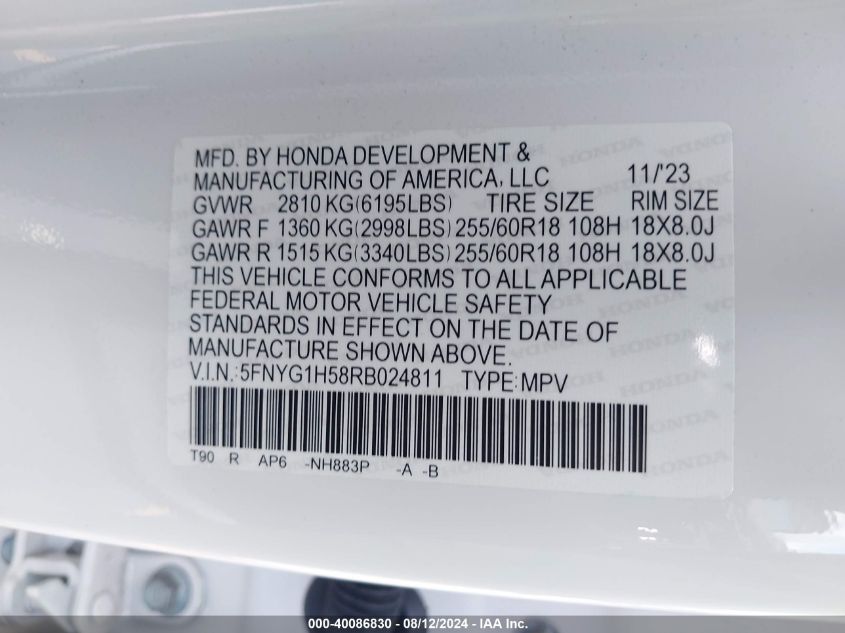 MFD. BY HONDA DEVELOPMENT &
MANUFACTURING OF AMERICA, LLC 11/'23
GVWR 2810 KG(6195LBS) TIRE SIZE RIM SIZE
GAWR F 1360 KG(2998LBS) 255/60R18 108H 18X8.0J
GAWR R 1515 KG(3340LBS) 255/60R18 108H 18X8.0J
THIS VEHICLE CONFORMS TO ALL APPLICABLE
FEDERAL MOTOR VEHICLE SAFETY
STANDARDS IN EFFECT ON THE DATE OF
MANUFACTURE SHOWN ABOVE.
V.I.N.:5FNYG1H58RB024811 TYPE:MPV
T90 R AP6 -NH883P -A -B
000-40086830 - 08/12/2024 - IAA Inc.